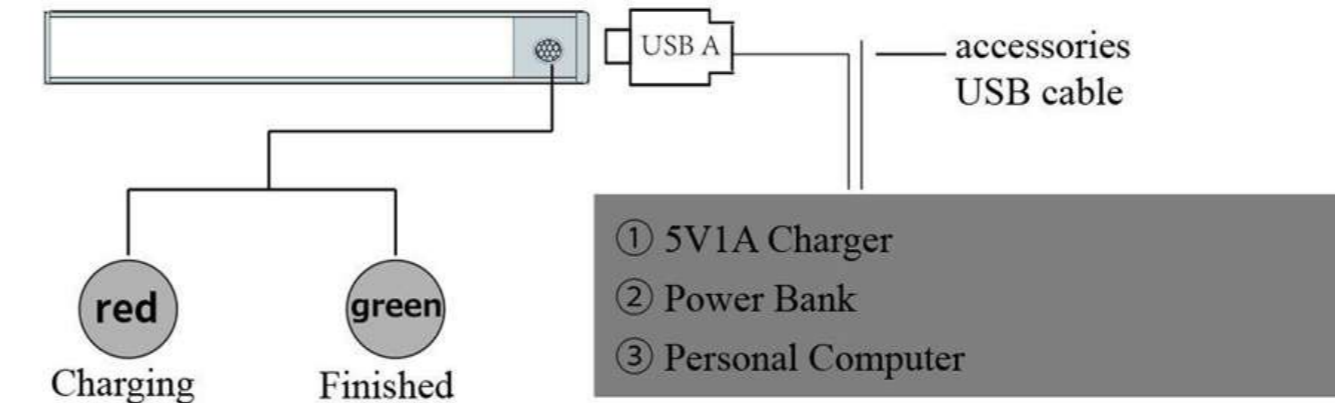 USB A
accessories
USB cable
red
green
Charging
Finished
① 5V1A Charger
② Power Bank
③ Personal Computer